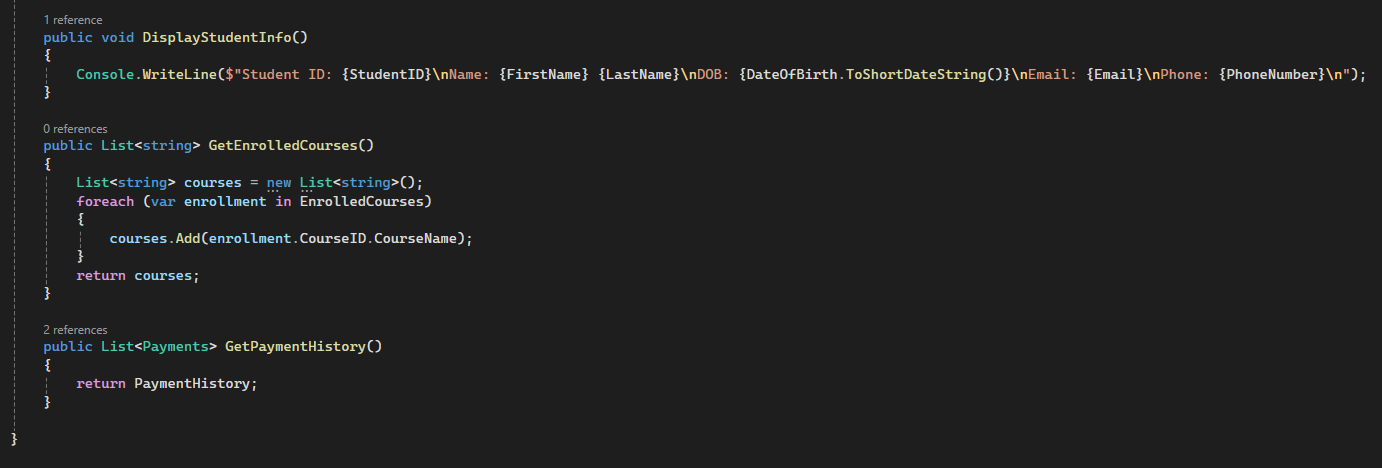 1 reference
public void DisplayStudentInfo()
{
Console.WriteLine($"Student ID: {StudentID}\nName: {FirstName} {LastName}\nDOB: {DateOfBirth.ToShortDateString()}\nEmail: {Email}\nPhone: {PhoneNumber}\n");
}
0 references
public List<string> GetEnrolledCourses()
{
List<string> courses = new List<string>();
foreach (var enrollment in EnrolledCourses)
{
courses.Add(enrollment.CourseID.CourseName);
}
return courses;
}
2 references
public List<Payments> GetPaymentHistory()
{
return PaymentHistory;
}
}